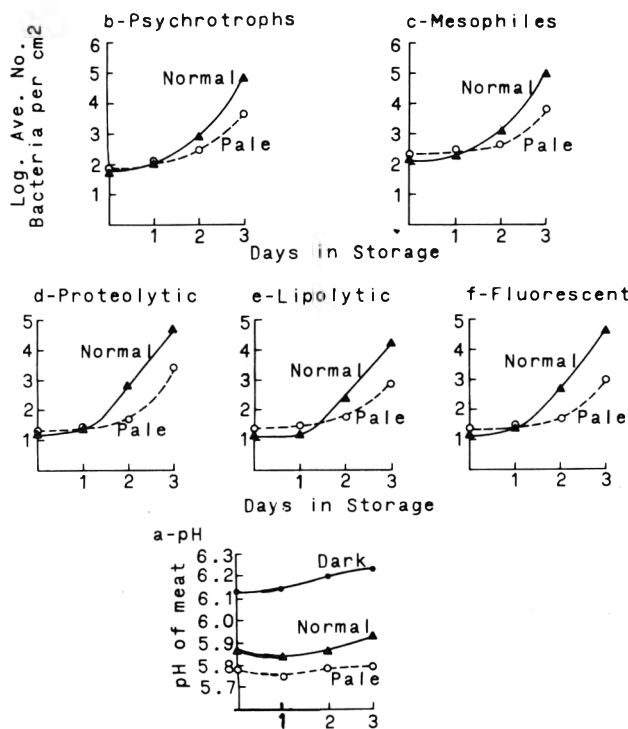 b-Psychrotrophs
c-Mesophiles
Log. Ave. No.
Bacteria per cm2
6
5
4
3
2
1
Normal
Pale
1 2 3
6
5
4
3
2
1
Normal
Pale
1 2 3
Days in Storage
d-Proteolytic
e-Lipolytic
f-Fluorescent
5
4
3
2
1
Normal
Pale
1 2 3
5
4
3
2
1
Normal
Pale
1 2 3
5
4
3
2
1
Normal
Pale
1 2 3
Days in Storage
a-pH
pH of meat
6.3
6.2
6.1
5.9
5.8
5.7
Dark
Normal
Pale
1 2 3